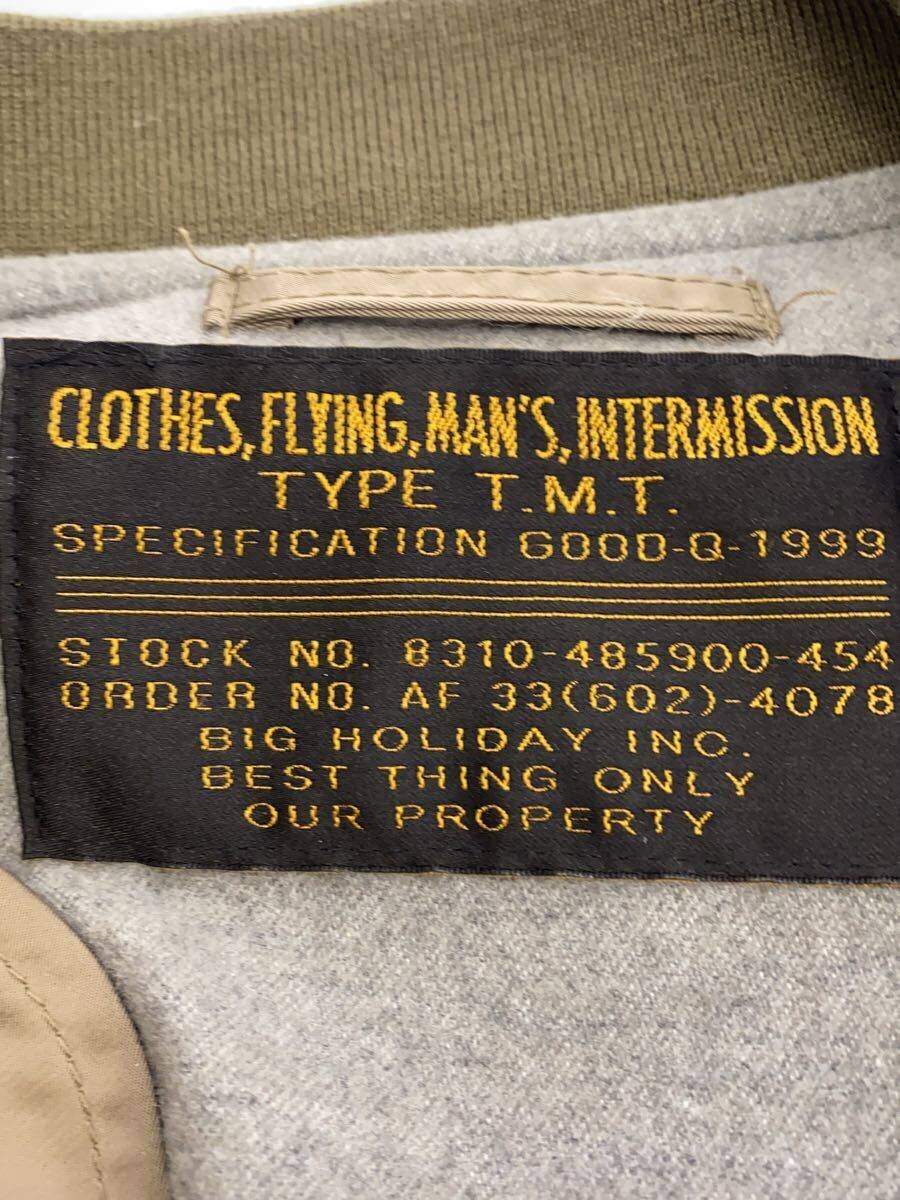 CLOTHES, FLYING, MAN'S, INTERMISSION
TYPE T.M.T.
SPECIFICATION GOOD-Q-1999
STOCK NO. 8310-485900-454
ORDER NO. AF 33(602)-4078
BIG HOLIDAY INC.
BEST THING ONLY
OUR PROPERTY